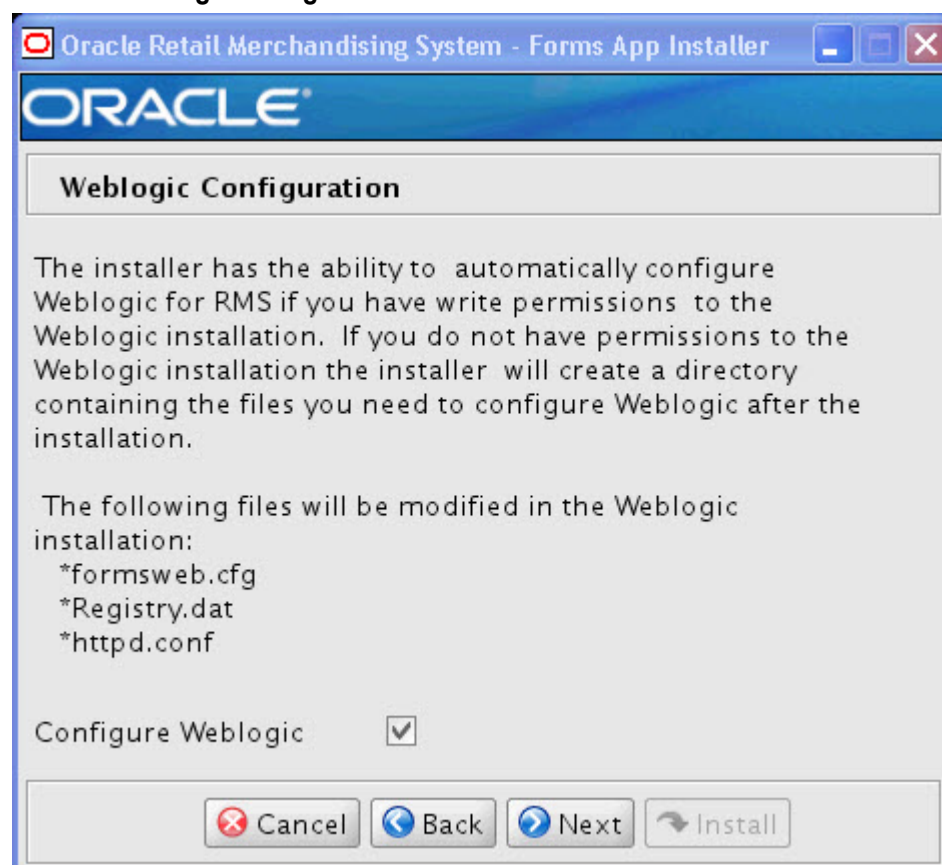 Oracle Retail Merchandising System - Forms App Installer
ORACLE
Weblogic Configuration
The installer has the ability to automatically configure
Weblogic for RMS if you have write permissions to the
Weblogic installation. If you do not have permissions to the
Weblogic installation the installer will create a directory
containing the files you need to configure Weblogic after the
installation.
The following files will be modified in the Weblogic
installation:
*formsweb.cfg
*Registry.dat
*httpd.conf
Configure Weblogic
Cancel Back Next Install